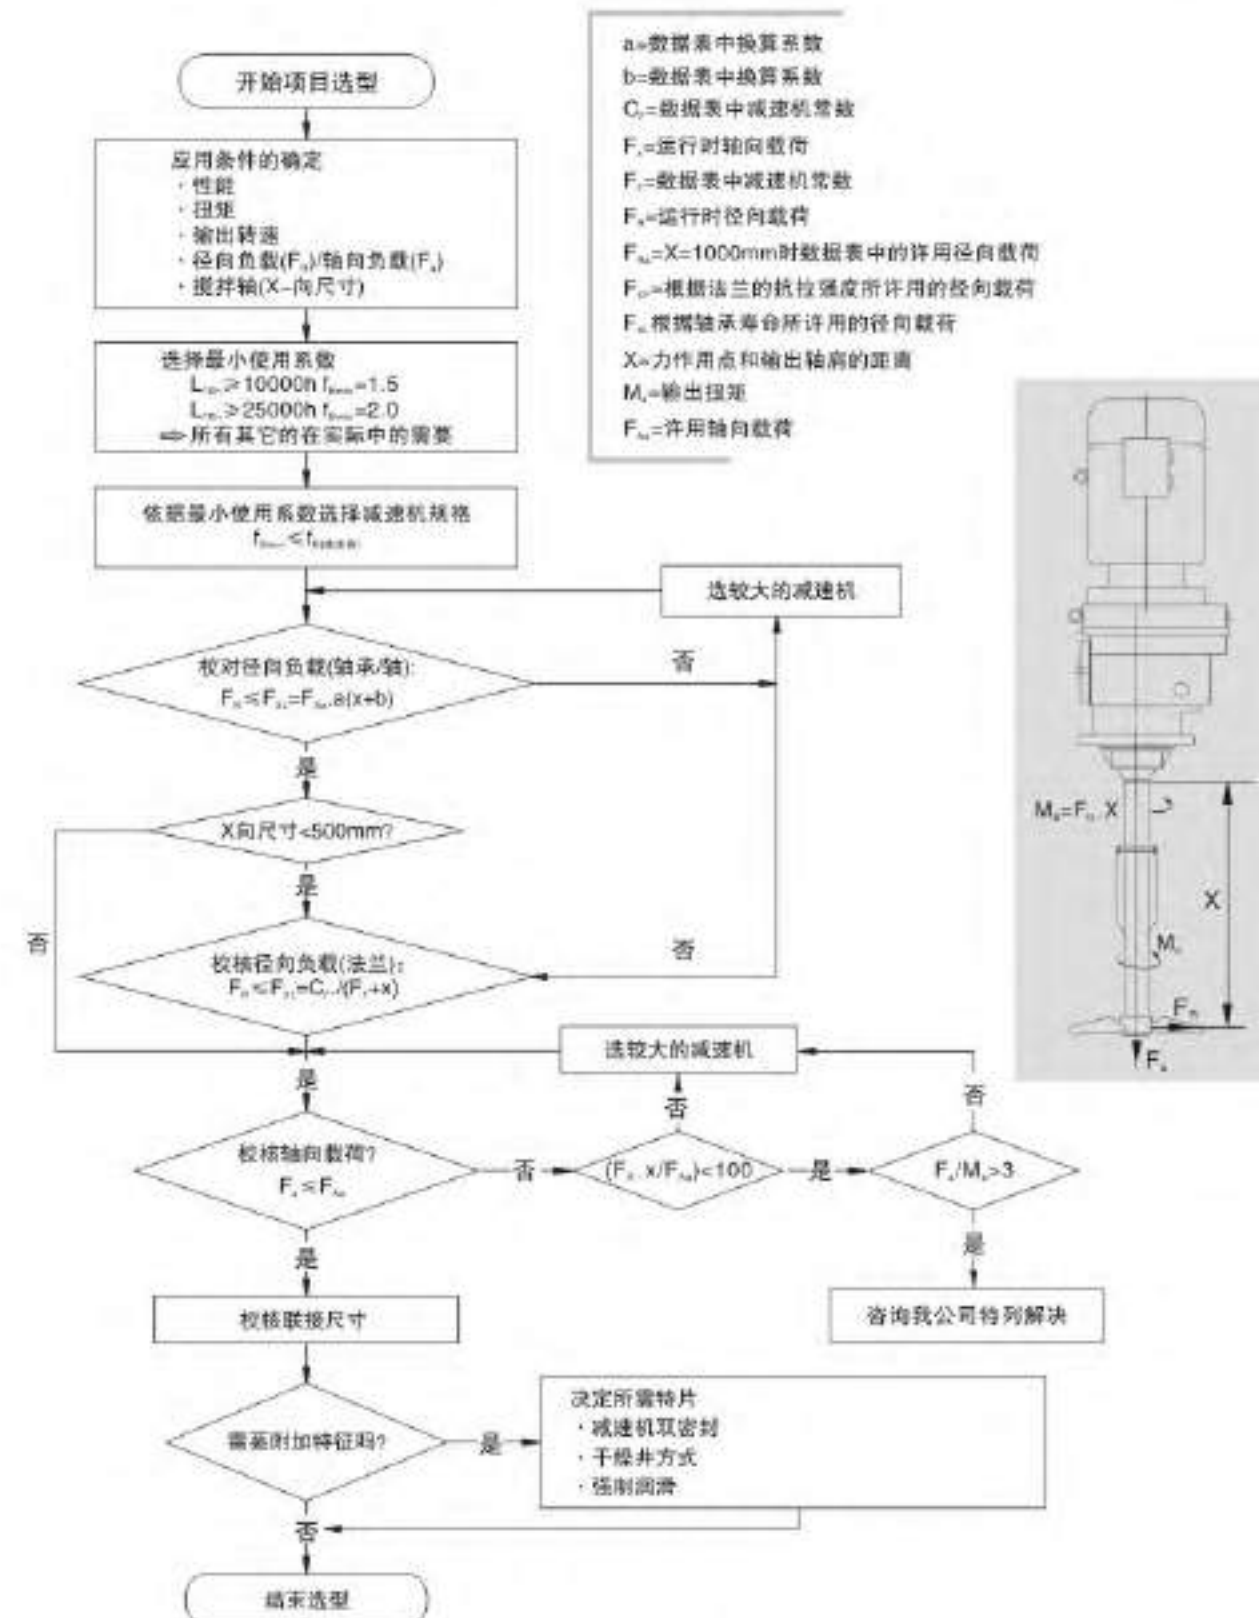 开始项目选型
应用条件的确定
·性能
·扭矩
·输出转速
·径向负载(Fₙ)/轴向负载(Fₐ)
·搅拌轴(X-向尺寸)
选择最小使用系数
≥10000h =1.5
≥25000h =2.0
⇒所有其它的在实际中的需要
依据最小使用系数选择减速机规格
选较大的减速机
校对径向负载(轴承/轴):
a(x+b)
否
是
X向尺寸<500mm?
是
否
校核径向负载(法兰):
否
选较大的减速机
是
否
否
校核轴向载荷?
否
<100
是
>3
是
是
校核联接尺寸
咨询我公司特列解决
需要附加特征吗?
是
决定所需特片
·减速机双密封
·干燥井方式
·强制润滑
否
结束选型
a=数据表中换算系数
b=数据表中换算系数
=数据表中减速机常数
=运行时轴向载荷
=数据表中减速机常数
=运行时径向载荷
=X=1000mm时数据表中的许用径向载荷
=根据法兰的抗拉强度所许用的径向载荷
根据轴承寿命所许用的径向载荷
X=力作用点和输出轴肩的距离
=输出扭矩
=许用轴向载荷
X